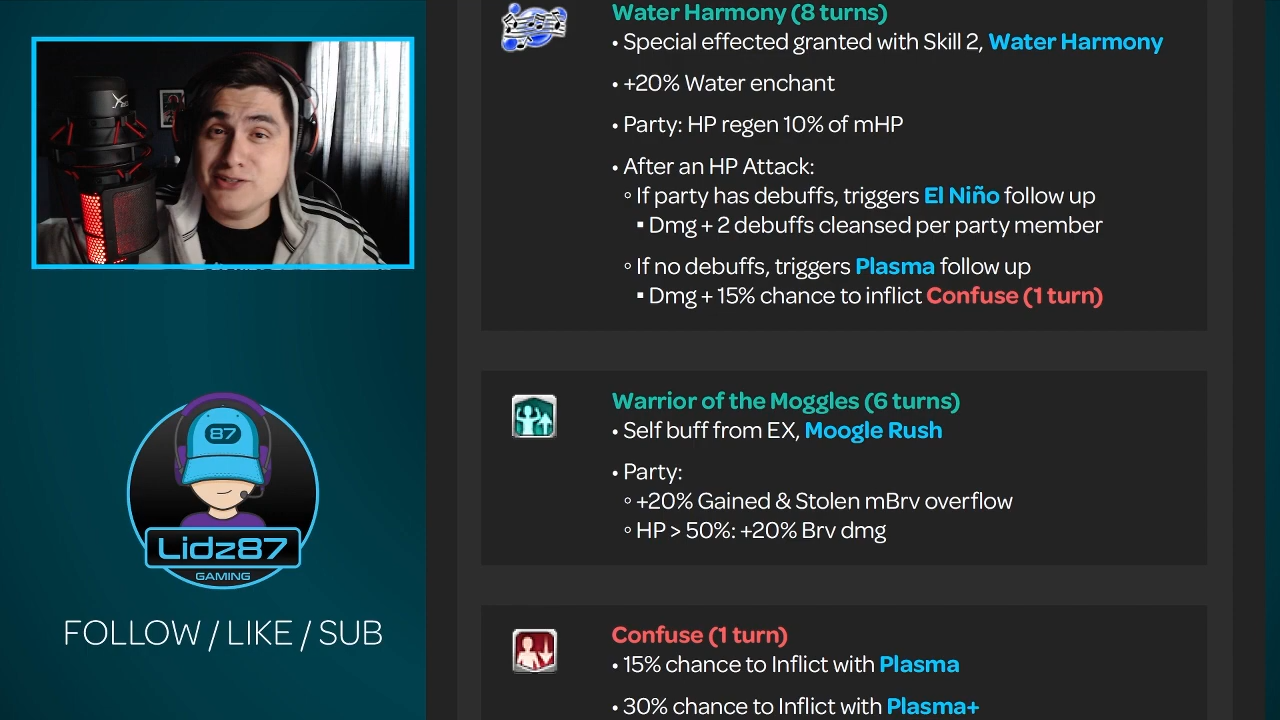 87
Lidz87
GAMING
FOLLOW / LIKE / SUB
Water Harmony (8 turns)
• Special effected granted with Skill 2, Water Harmony
• +20% Water enchant
• Party: HP regen 10% of mHP
• After an HP Attack:
◦ If party has debuffs, triggers El Niño follow up
▪ Dmg + 2 debuffs cleansed per party member
◦ If no debuffs, triggers Plasma follow up
▪ Dmg + 15% chance to inflict Confuse (1 turn)
Warrior of the Moggles (6 turns)
• Self buff from EX, Moogle Rush
• Party:
◦ +20% Gained & Stolen mBrv overflow
◦ HP > 50%: +20% Brv dmg
Confuse (1 turn)
• 15% chance to Inflict with Plasma
• 30% chance to Inflict with Plasma+